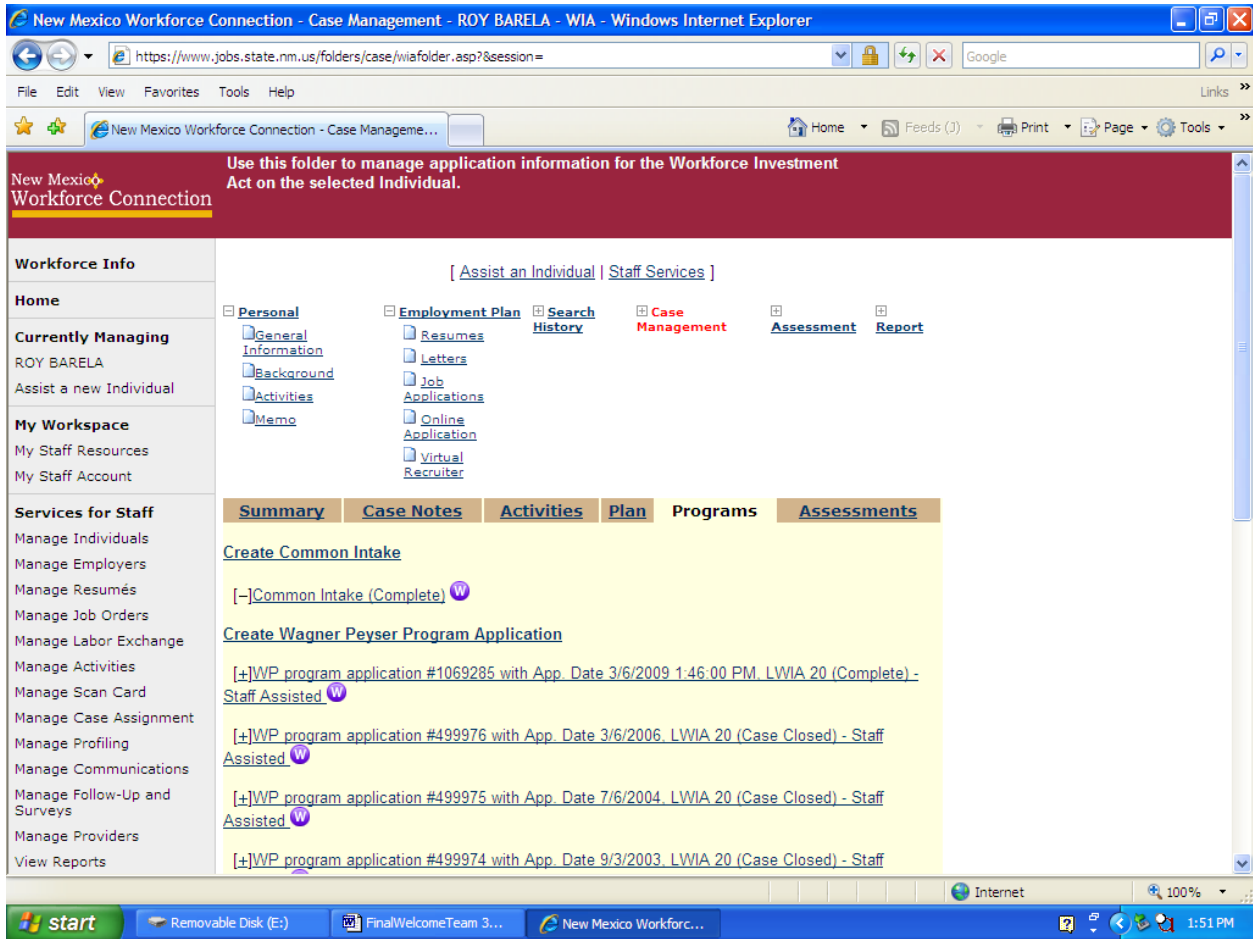 New Mexico Workforce Connection - Case Management - ROY BARELA - WIA - Windows Internet Explorer
https://www.jobs.state.nm.us/folders/case/wiafolder.asp?&session=
Google
File Edit View Favorites Tools Help
Links »
New Mexico Workforce Connection - Case Manageme...
Home Feeds (J) Print Page Tools »
New Mexico
Workforce Connection
Use this folder to manage application information for the Workforce Investment
Act on the selected Individual.
Workforce Info
Home
Currently Managing
ROY BARELA
Assist a new Individual
My Workspace
My Staff Resources
My Staff Account
Services for Staff
Manage Individuals
Manage Employers
Manage Resumés
Manage Job Orders
Manage Labor Exchange
Manage Activities
Manage Scan Card
Manage Case Assignment
Manage Profiling
Manage Communications
Manage Follow-Up and
Surveys
Manage Providers
View Reports
[ Assist an Individual | Staff Services ]
Personal
General
Information
Background
Activities
Memo
Employment Plan
Resumes
Letters
Job
Applications
Online
Application
Virtual
Recruiter
Search
History
Case
Management
Assessment
Report
Summary Case Notes Activities Plan Programs Assessments
Create Common Intake
[–]Common Intake (Complete) W
Create Wagner Peyser Program Application
[+]WP program application #1069285 with App. Date 3/6/2009 1:46:00 PM, LWIA 20 (Complete) -
Staff Assisted W
[+]WP program application #499976 with App. Date 3/6/2006, LWIA 20 (Case Closed) - Staff
Assisted W
[+]WP program application #499975 with App. Date 7/6/2004, LWIA 20 (Case Closed) - Staff
Assisted W
[+]WP program application #499974 with App. Date 9/3/2003, LWIA 20 (Case Closed) - Staff
Internet 100%
start Removable Disk (E:) FinalWelcomeTeam 3... New Mexico Workforc... 1:51 PM